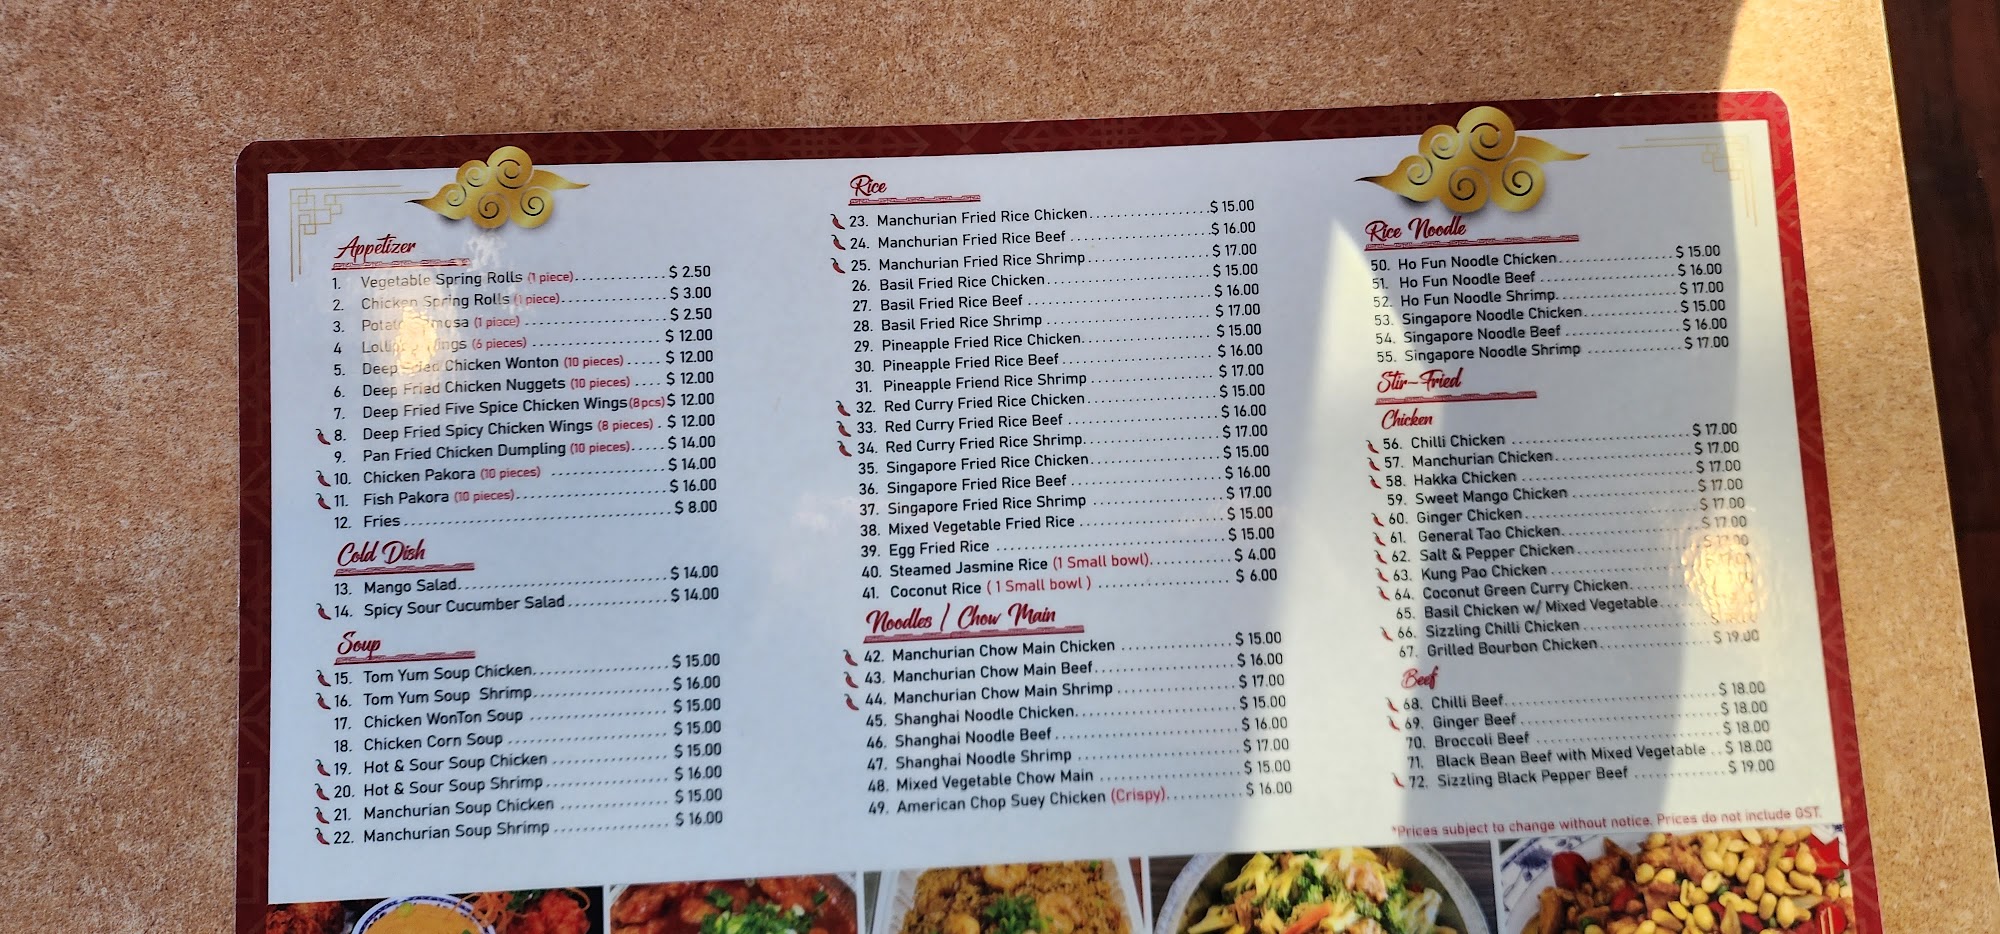 Appetizer
1. Vegetable Spring Rolls (1 piece) $ 2.50
2. Chicken Spring Rolls (1 piece) $ 3.00
3. Potato (1 piece) $ 2.50
4 Wings (6 pieces) $ 12.00
5. Deep Fried Chicken Wonton (10 pieces) $ 12.00
6. Deep Fried Chicken Nuggets (10 pieces) $ 12.00
7. Deep Fried Five Spice Chicken Wings(8pcs) $ 12.00
8. Deep Fried Spicy Chicken Wings (8 pieces) $ 12.00
9. Pan Fried Chicken Dumpling (10 pieces) $ 14.00
10. Chicken Pakora (10 pieces) $ 14.00
11. Fish Pakora (10 pieces) $ 16.00
12. Fries $ 8.00
Cold Dish
13. Mango Salad $ 14.00
14. Spicy Sour Cucumber Salad $ 14.00
Soup
15. Tom Yum Soup Chicken $ 15.00
16. Tom Yum Soup Shrimp $ 16.00
17. Chicken WonTon Soup $ 15.00
18. Chicken Corn Soup $ 15.00
19. Hot & Sour Soup Chicken $ 15.00
20. Hot & Sour Soup Shrimp $ 16.00
21. Manchurian Soup Chicken $ 15.00
22. Manchurian Soup Shrimp $ 16.00
Rice
23. Manchurian Fried Rice Chicken $ 15.00
24. Manchurian Fried Rice Beef $ 16.00
25. Manchurian Fried Rice Shrimp $ 17.00
26. Basil Fried Rice Chicken $ 15.00
27. Basil Fried Rice Beef $ 16.00
28. Basil Fried Rice Shrimp $ 17.00
29. Pineapple Fried Rice Chicken $ 15.00
30. Pineapple Fried Rice Beef $ 16.00
31. Pineapple Friend Rice Shrimp $ 17.00
32. Red Curry Fried Rice Chicken $ 15.00
33. Red Curry Fried Rice Beef $ 16.00
34. Red Curry Fried Rice Shrimp $ 17.00
35. Singapore Fried Rice Chicken $ 15.00
36. Singapore Fried Rice Beef $ 16.00
37. Singapore Fried Rice Shrimp $ 17.00
38. Mixed Vegetable Fried Rice $ 15.00
39. Egg Fried Rice $ 15.00
40. Steamed Jasmine Rice (1 Small bowl) $ 4.00
41. Coconut Rice ( 1 Small bowl ) $ 6.00
Noodles / Chow Main
42. Manchurian Chow Main Chicken $ 15.00
43. Manchurian Chow Main Beef $ 16.00
44. Manchurian Chow Main Shrimp $ 17.00
45. Shanghai Noodle Chicken $ 15.00
46. Shanghai Noodle Beef $ 16.00
47. Shanghai Noodle Shrimp $ 17.00
48. Mixed Vegetable Chow Main $ 15.00
49. American Chop Suey Chicken (Crispy) $ 16.00
Rice Noodle
50. Ho Fun Noodle Chicken $ 15.00
51. Ho Fun Noodle Beef $ 16.00
52. Ho Fun Noodle Shrimp $ 17.00
53. Singapore Noodle Chicken $ 15.00
54. Singapore Noodle Beef $ 16.00
55. Singapore Noodle Shrimp $ 17.00
Stir-Fried
Chicken
56. Chilli Chicken $ 17.00
57. Manchurian Chicken $ 17.00
58. Hakka Chicken $ 17.00
59. Sweet Mango Chicken $ 17.00
60. Ginger Chicken $ 17.00
61. General Tao Chicken $ 17.00
62. Salt & Pepper Chicken
63. Kung Pao Chicken
64. Coconut Green Curry Chicken
65. Basil Chicken w/ Mixed Vegetable
66. Sizzling Chilli Chicken
67. Grilled Bourbon Chicken $ 19.00
Beef
68. Chilli Beef $ 18.00
69. Ginger Beef $ 18.00
70. Broccoli Beef $ 18.00
71. Black Bean Beef with Mixed Vegetable $ 18.00
72. Sizzling Black Pepper Beef $ 19.00
*Prices subject to change without notice. Prices do not include GST.